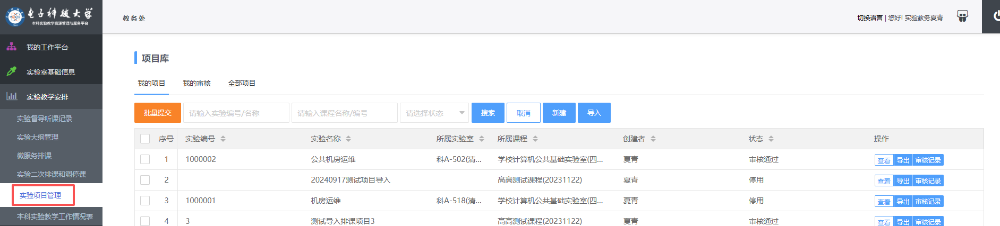 电子科技大学
本科实验教学资源管理与服务平台
教务处
切换语言 | 您好! 实验教务夏青
我的工作平台
实验室基础信息
实验教学安排
实验督导听课记录
实验大纲管理
微服务排课
实验二次排课和调停课
实验项目管理
本科实验教学工作情况表
项目库
我的项目 我的审核 全部项目
批量提交 请输入实验编号/名称 请输入课程名称/编号 请选择状态 搜索 取消 新建 导入
序号 实验编号 实验名称 所属实验室 所属课程 创建者 状态 操作
1 1000002 公共机房运维 科A-502(清... 学校计算机公共基础实验室(四... 夏青 审核通过 查看 导出 审核记录
2 20240917测试项目导入 高高测试课程(20231122) 夏青 停用 查看 导出 审核记录
3 1000001 机房运维 科A-518(清... 学校计算机公共基础实验室(四... 夏青 停用 查看 导出 审核记录
4 3 测试导入排课项目3 高高测试课程(20231122) 夏青 审核通过 查看 导出 审核记录